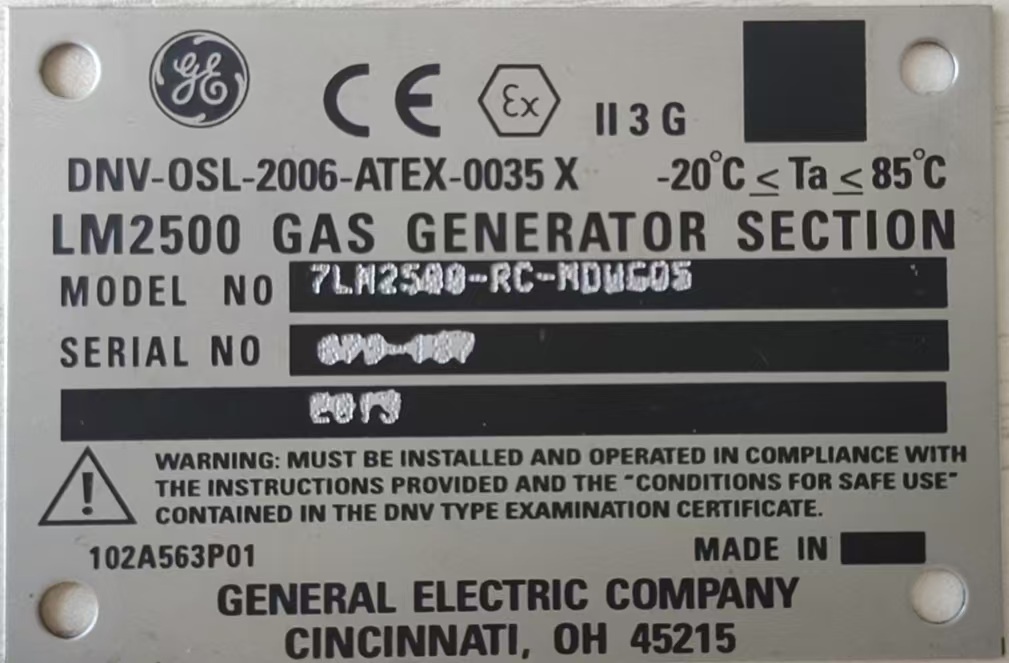 GE
CE Ex II 3 G
DNV-OSL-2006-ATEX-0035 X -20°C ≤ Ta ≤ 85°C
LM2500 GAS GENERATOR SECTION
MODEL NO 7LM2500-RC-MDWG05
SERIAL NO
WARNING: MUST BE INSTALLED AND OPERATED IN COMPLIANCE WITH
THE INSTRUCTIONS PROVIDED AND THE "CONDITIONS FOR SAFE USE"
CONTAINED IN THE DNV TYPE EXAMINATION CERTIFICATE.
102A563P01 MADE IN
GENERAL ELECTRIC COMPANY
CINCINNATI, OH 45215